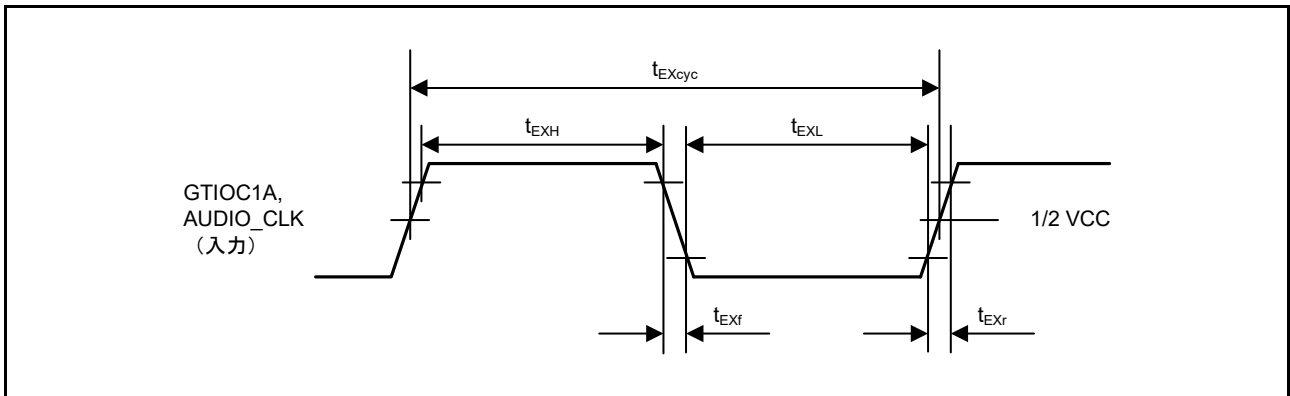 tEXcyc
tEXH
tEXL
GTIOC1A,
AUDIO_CLK
（入力）
1/2 VCC
tEXf
tEXr